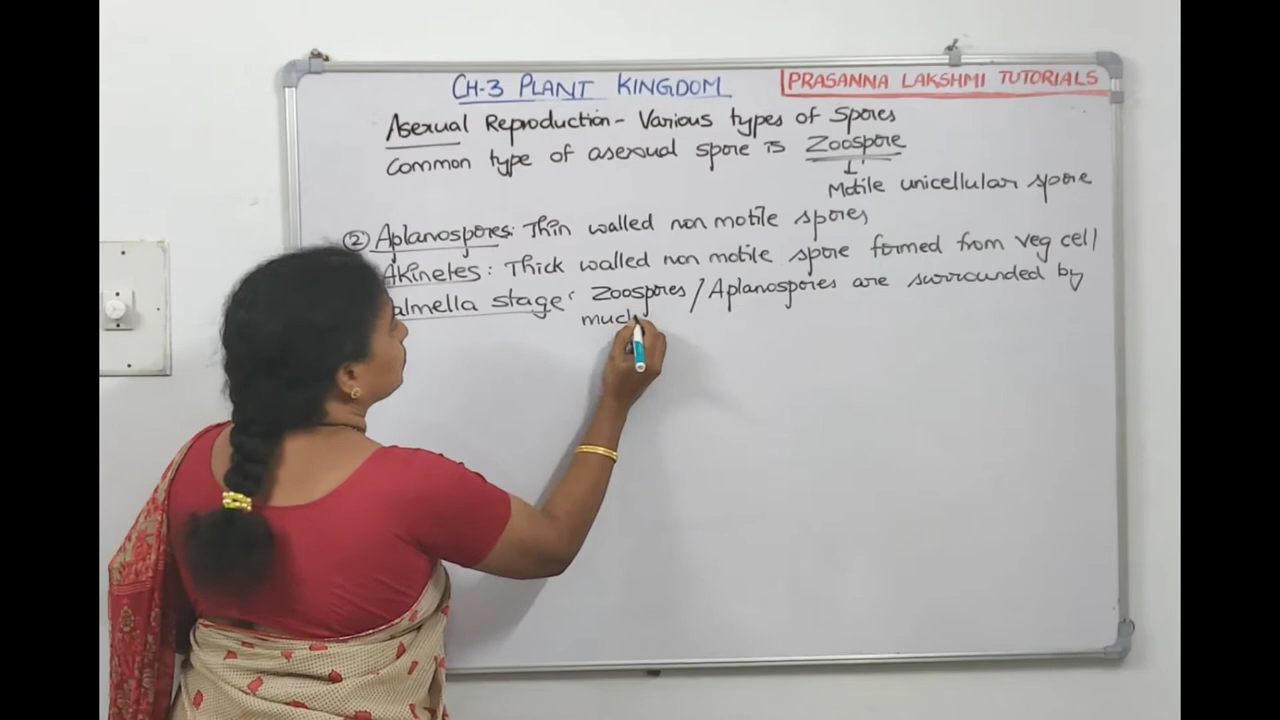 CH-3 PLANT KINGDOM
PRASANNA LAKSHMI TUTORIALS
Asexual Reproduction - Various types of Spores
Common type of asexual spore is Zoospore
Motile unicellular spore
② Aplanospores: Thin walled non motile spores
Akinetes: Thick walled non motile spore formed from veg cell
almella stage: Zoospores / Aplanospores are surrounded by
muci